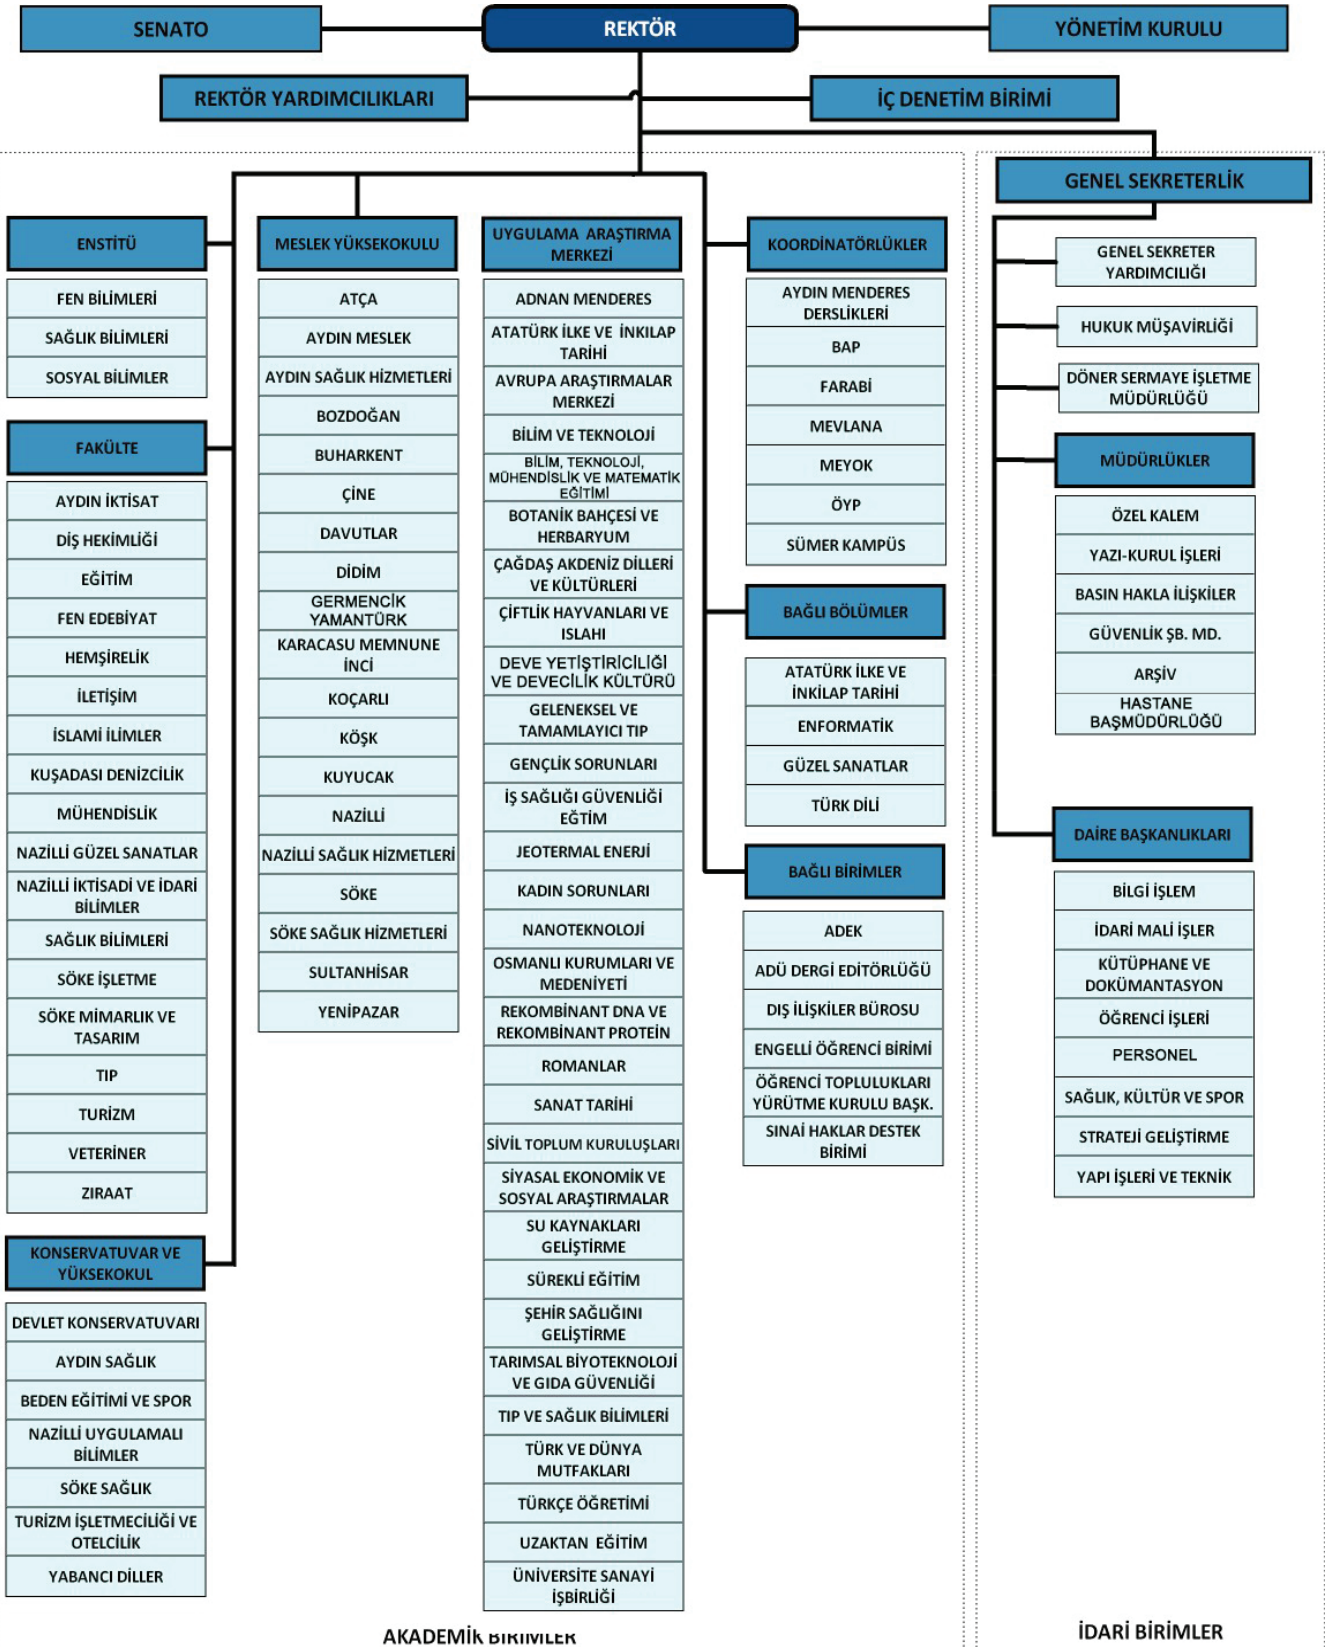 SENATO
REKTÖR
YÖNETİM KURULU
REKTÖR YARDIMCILIKLARI
İÇ DENETİM BİRİMİ
GENEL SEKRETERLİK
ENSTİTÜ
FEN BİLİMLERİ
SAĞLIK BİLİMLERİ
SOSYAL BİLİMLER
FAKÜLTE
AYDIN İKTİSAT
DİŞ HEKİMLİĞİ
EĞİTİM
FEN EDEBİYAT
HEMŞİRELİK
İLETİŞİM
İSLAMİ İLİMLER
KUŞADASI DENİZCİLİK
MÜHENDİSLİK
NAZİLLİ GÜZEL SANATLAR
NAZİLLİ İKTİSADİ VE İDARİ
BİLİMLER
SAĞLIK BİLİMLERİ
SÖKE İŞLETME
SÖKE MİMARLIK VE
TASARIM
TIP
TURİZM
VETERİNER
ZIRAAT
KONSERVATUVAR VE
YÜKSEKOKUL
DEVLET KONSERVATUVARI
AYDIN SAĞLIK
BEDEN EĞİTİMİ VE SPOR
NAZİLLİ UYGULAMALI
BİLİMLER
SÖKE SAĞLIK
TURİZM İŞLETMECİLİĞİ VE
OTELCİLİK
YABANCI DİLLER
MESLEK YÜKSEKOKULU
ATÇA
AYDIN MESLEK
AYDIN SAĞLIK HİZMETLERİ
BOZDOĞAN
BUHARKENT
ÇİNE
DAVUTLAR
DİDİM
GERMENCİK
YAMANTÜRK
KARACASU MEMNUNE
İNCİ
KOÇARLI
KÖŞK
KUYUCAK
NAZİLLİ
NAZİLLİ SAĞLIK HİZMETLERİ
SÖKE
SÖKE SAĞLIK HİZMETLERİ
SULTANHİSAR
YENİPAZAR
UYGULAMA ARAŞTIRMA
MERKEZİ
ADNAN MENDERES
ATATÜRK İLKE VE İNKILAP
TARİHİ
AVRUPA ARAŞTIRMALAR
MERKEZİ
BİLİM VE TEKNOLOJİ
BİLİM, TEKNOLOJİ,
MÜHENDİSLİK VE MATEMATİK
EĞİTİMİ
BOTANİK BAHÇESİ VE
HERBARYUM
ÇAĞDAŞ AKDENİZ DİLLERİ
VE KÜLTÜRLERİ
ÇİFTLİK HAYVANLARI VE
ISLAHI
DEVE YETİŞTİRİCİLİĞİ
VE DEVECİLİK KÜLTÜRÜ
GELENEKSEL VE
TAMAMLAYICI TIP
GENÇLİK SORUNLARI
İŞ SAĞLIĞI GÜVENLİĞİ
EĞTİM
JEOTERMAL ENERJİ
KADIN SORUNLARI
NANOTEKNOLOJİ
OSMANLI KURUMLARI VE
MEDENİYETİ
REKOMBİNANT DNA VE
REKOMBİNANT PROTEİN
ROMANLAR
SANAT TARİHİ
SİVİL TOPLUM KURULUŞLARI
SİYASAL EKONOMİK VE
SOSYAL ARAŞTIRMALAR
SU KAYNAKLARI
GELİŞTİRME
SÜREKLİ EĞİTİM
ŞEHİR SAĞLIĞINI
GELİŞTİRME
TARIMSAL BİYOTEKNOLOJİ
VE GIDA GÜVENLİĞİ
TIP VE SAĞLIK BİLİMLERİ
TÜRK VE DÜNYA
MUTFAKLARI
TÜRKÇE ÖĞRETİMİ
UZAKTAN EĞİTİM
ÜNİVERSİTE SANAYİ
İŞBİRLİĞİ
KOORDİNATÖRLÜKLER
AYDIN MENDERES
DERSLİKLERİ
BAP
FARABİ
MEVLANA
MEYOK
ÖYP
SÜMER KAMPÜS
BAĞLI BÖLÜMLER
ATATÜRK İLKE VE
İNKİLAP TARİHİ
ENFORMATİK
GÜZEL SANATLAR
TÜRK DİLİ
BAĞLI BİRİMLER
ADEK
ADÜ DERGİ EDİTÖRLÜĞÜ
DIŞ İLİŞKİLER BÜROSU
ENGELLİ ÖĞRENCİ BİRİMİ
ÖĞRENCİ TOPLULUKLARI
YÜRÜTME KURULU BAŞK.
SINAİ HAKLAR DESTEK
BİRİMİ
GENEL SEKRETER
YARDIMCILIĞI
HUKUK MÜŞAVİRLİĞİ
DÖNER SERMAYE İŞLETME
MÜDÜRLÜĞÜ
MÜDÜRLÜKLER
ÖZEL KALEM
YAZI-KURUL İŞLERİ
BASIN HAKLA İLİŞKİLER
GÜVENLİK ŞB. MD.
ARŞİV
HASTANE
BAŞMÜDÜRLÜĞÜ
DAİRE BAŞKANLIKLARI
BİLGİ İŞLEM
İDARİ MALİ İŞLER
KÜTÜPHANE VE
DOKÜMANTASYON
ÖĞRENCİ İŞLERİ
PERSONEL
SAĞLIK, KÜLTÜR VE SPOR
STRATEJİ GELİŞTİRME
YAPI İŞLERİ VE TEKNİK
AKADEMİK BİRİMLER
İDARİ BİRİMLER